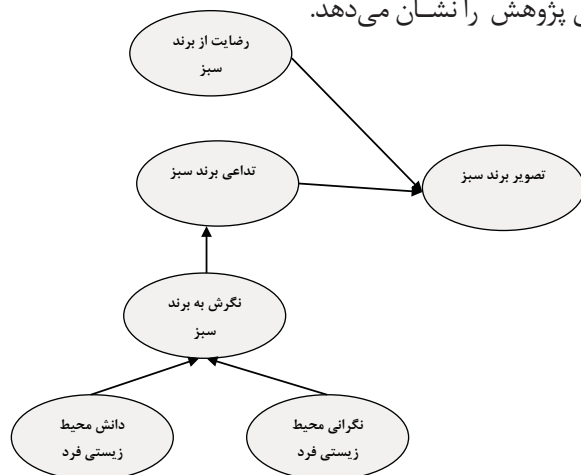 پژوهش را نشان می‌دهد.
رضایت از برند
سبز
تداعی برند سبز
تصویر برند سبز
نگرش به برند
سبز
نگرانی محیط
زیستی فرد
دانش محیط
زیستی فرد